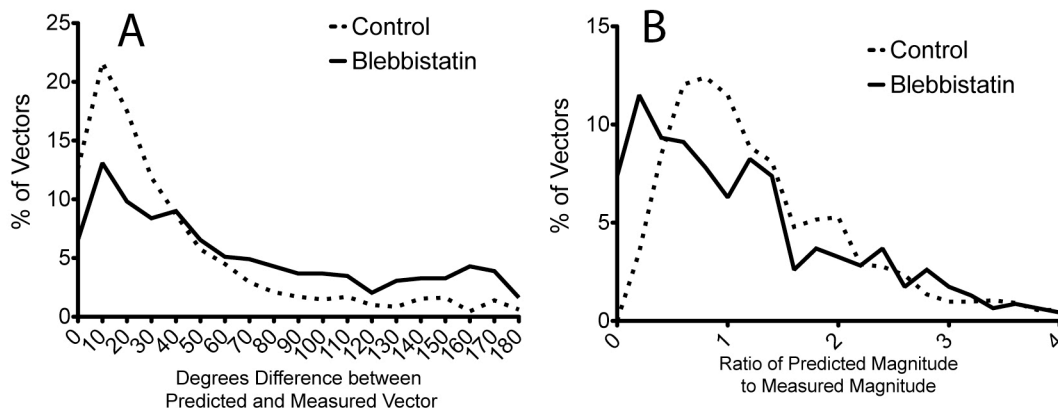 A
Control
Blebbistatin
% of Vectors
25
20
15
10
5
0
0 10 20 30 40 50 60 70 80 90 100 110 120 130 140 150 160 170 180
Degrees Difference between
Predicted and Measured Vector
B
Control
Blebbistatin
% of Vectors
15
10
5
0
0 1 2 3 4
Ratio of Predicted Magnitude
to Measured Magnitude